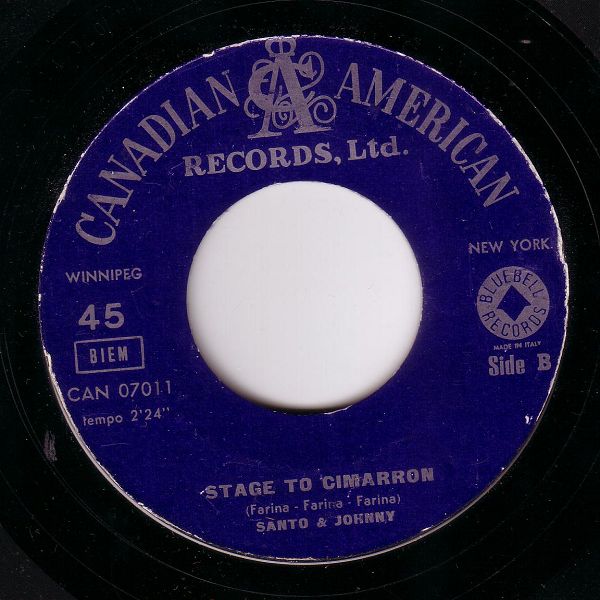 CANADIAN CA AMERICAN
RECORDS, Ltd.
WINNIPEG
NEW YORK.
45
BIEM
CAN 07011
tempo 2'24"
BLUEBELL
RECORDS
MADE IN ITALY
Side B
STAGE TO CIMARRON
(Farina - Farina - Farina)
SANTO & JOHNNY